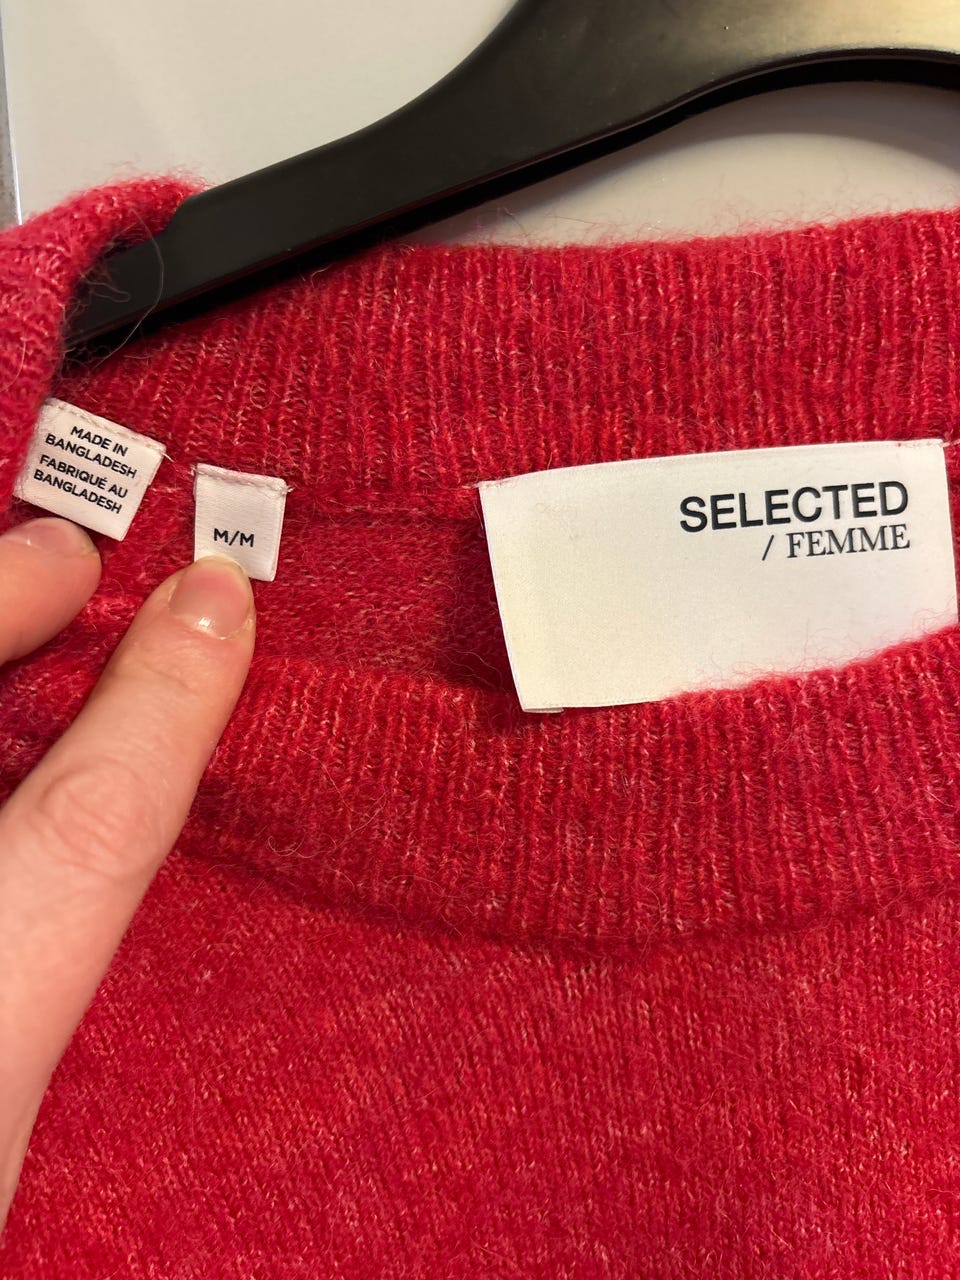 MADE IN
BANGLADESH
FABRIQUÉ AU
BANGLADESH
M/M
SELECTED
/ FEMME